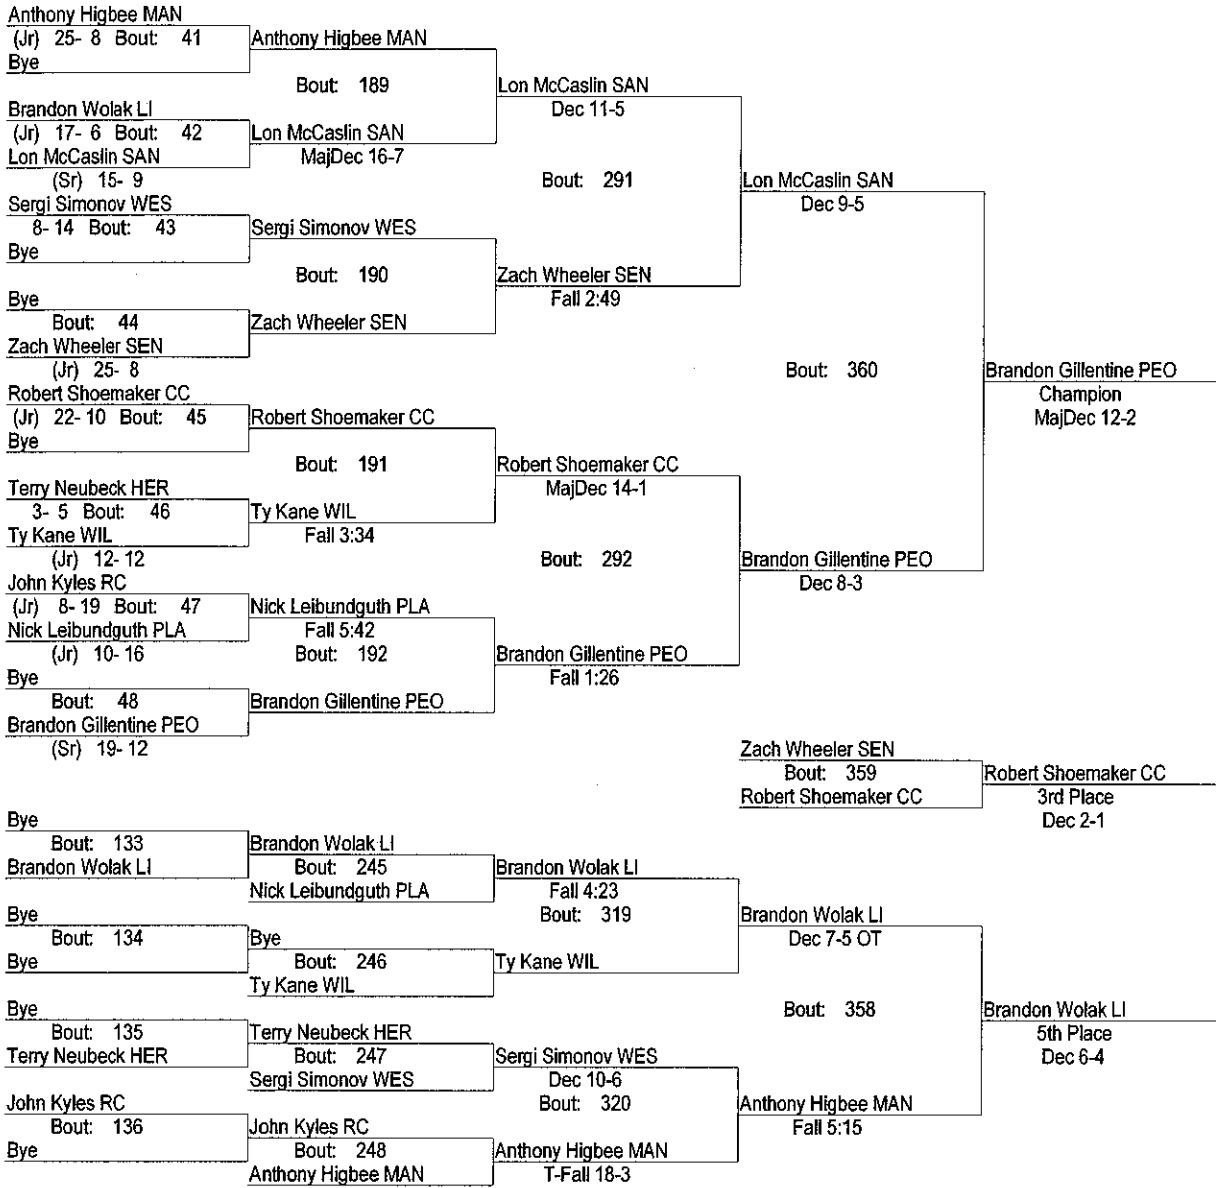 Anthony Higbee MAN
(Jr) 25- 8 Bout: 41
Anthony Higbee MAN
Bye
Bout: 189
Lon McCaslin SAN
Dec 11-5
Brandon Wolak LI
(Jr) 17- 6 Bout: 42
Lon McCaslin SAN
Lon McCaslin SAN
MajDec 16-7
(Sr) 15- 9
Bout: 291
Lon McCaslin SAN
Dec 9-5
Sergi Simonov WES
8- 14 Bout: 43
Sergi Simonov WES
Bye
Bout: 190
Zach Wheeler SEN
Fall 2:49
Bye
Bout: 44
Zach Wheeler SEN
Zach Wheeler SEN
(Jr) 25- 8
Bout: 360
Brandon Gillentine PEO
Champion
MajDec 12-2
Robert Shoemaker CC
(Jr) 22- 10 Bout: 45
Robert Shoemaker CC
Bye
Bout: 191
Robert Shoemaker CC
MajDec 14-1
Terry Neubeck HER
3- 5 Bout: 46
Ty Kane WIL
Ty Kane WIL
Fall 3:34
(Jr) 12- 12
Bout: 292
Brandon Gillentine PEO
Dec 8-3
John Kyles RC
(Jr) 8- 19 Bout: 47
Nick Leibundguth PLA
Nick Leibundguth PLA
Fall 5:42
(Jr) 10- 16
Bout: 192
Brandon Gillentine PEO
Fall 1:26
Bye
Bout: 48
Brandon Gillentine PEO
Brandon Gillentine PEO
(Sr) 19- 12
Zach Wheeler SEN
Bout: 359
Robert Shoemaker CC
Robert Shoemaker CC
3rd Place
Dec 2-1
Bye
Bout: 133
Brandon Wolak LI
Brandon Wolak LI
Bout: 245
Nick Leibundguth PLA
Brandon Wolak LI
Fall 4:23
Bout: 319
Brandon Wolak LI
Dec 7-5 OT
Bye
Bout: 134
Bye
Bye
Bout: 246
Ty Kane WIL
Ty Kane WIL
Bout: 358
Brandon Wolak LI
5th Place
Dec 6-4
Bye
Bout: 135
Terry Neubeck HER
Terry Neubeck HER
Bout: 247
Sergi Simonov WES
Sergi Simonov WES
Dec 10-6
Bout: 320
Anthony Higbee MAN
Fall 5:15
John Kyles RC
Bout: 136
Bye
John Kyles RC
Bout: 248
Anthony Higbee MAN
Anthony Higbee MAN
T-Fall 18-3